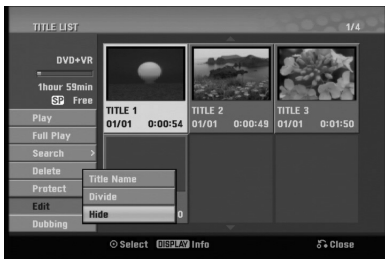 TITLE LIST
1/4
DVD+VR
1hour 59min
SP Free
TITLE 1
01/01 0:00:54
TITLE 2
01/01 0:00:49
TITLE 3
01/01 0:01:50
Play
Full Play
Search >
Delete
Protect
Edit
Dubbing
Title Name
Divide
Hide
0
Select DISPLAY Info
Close